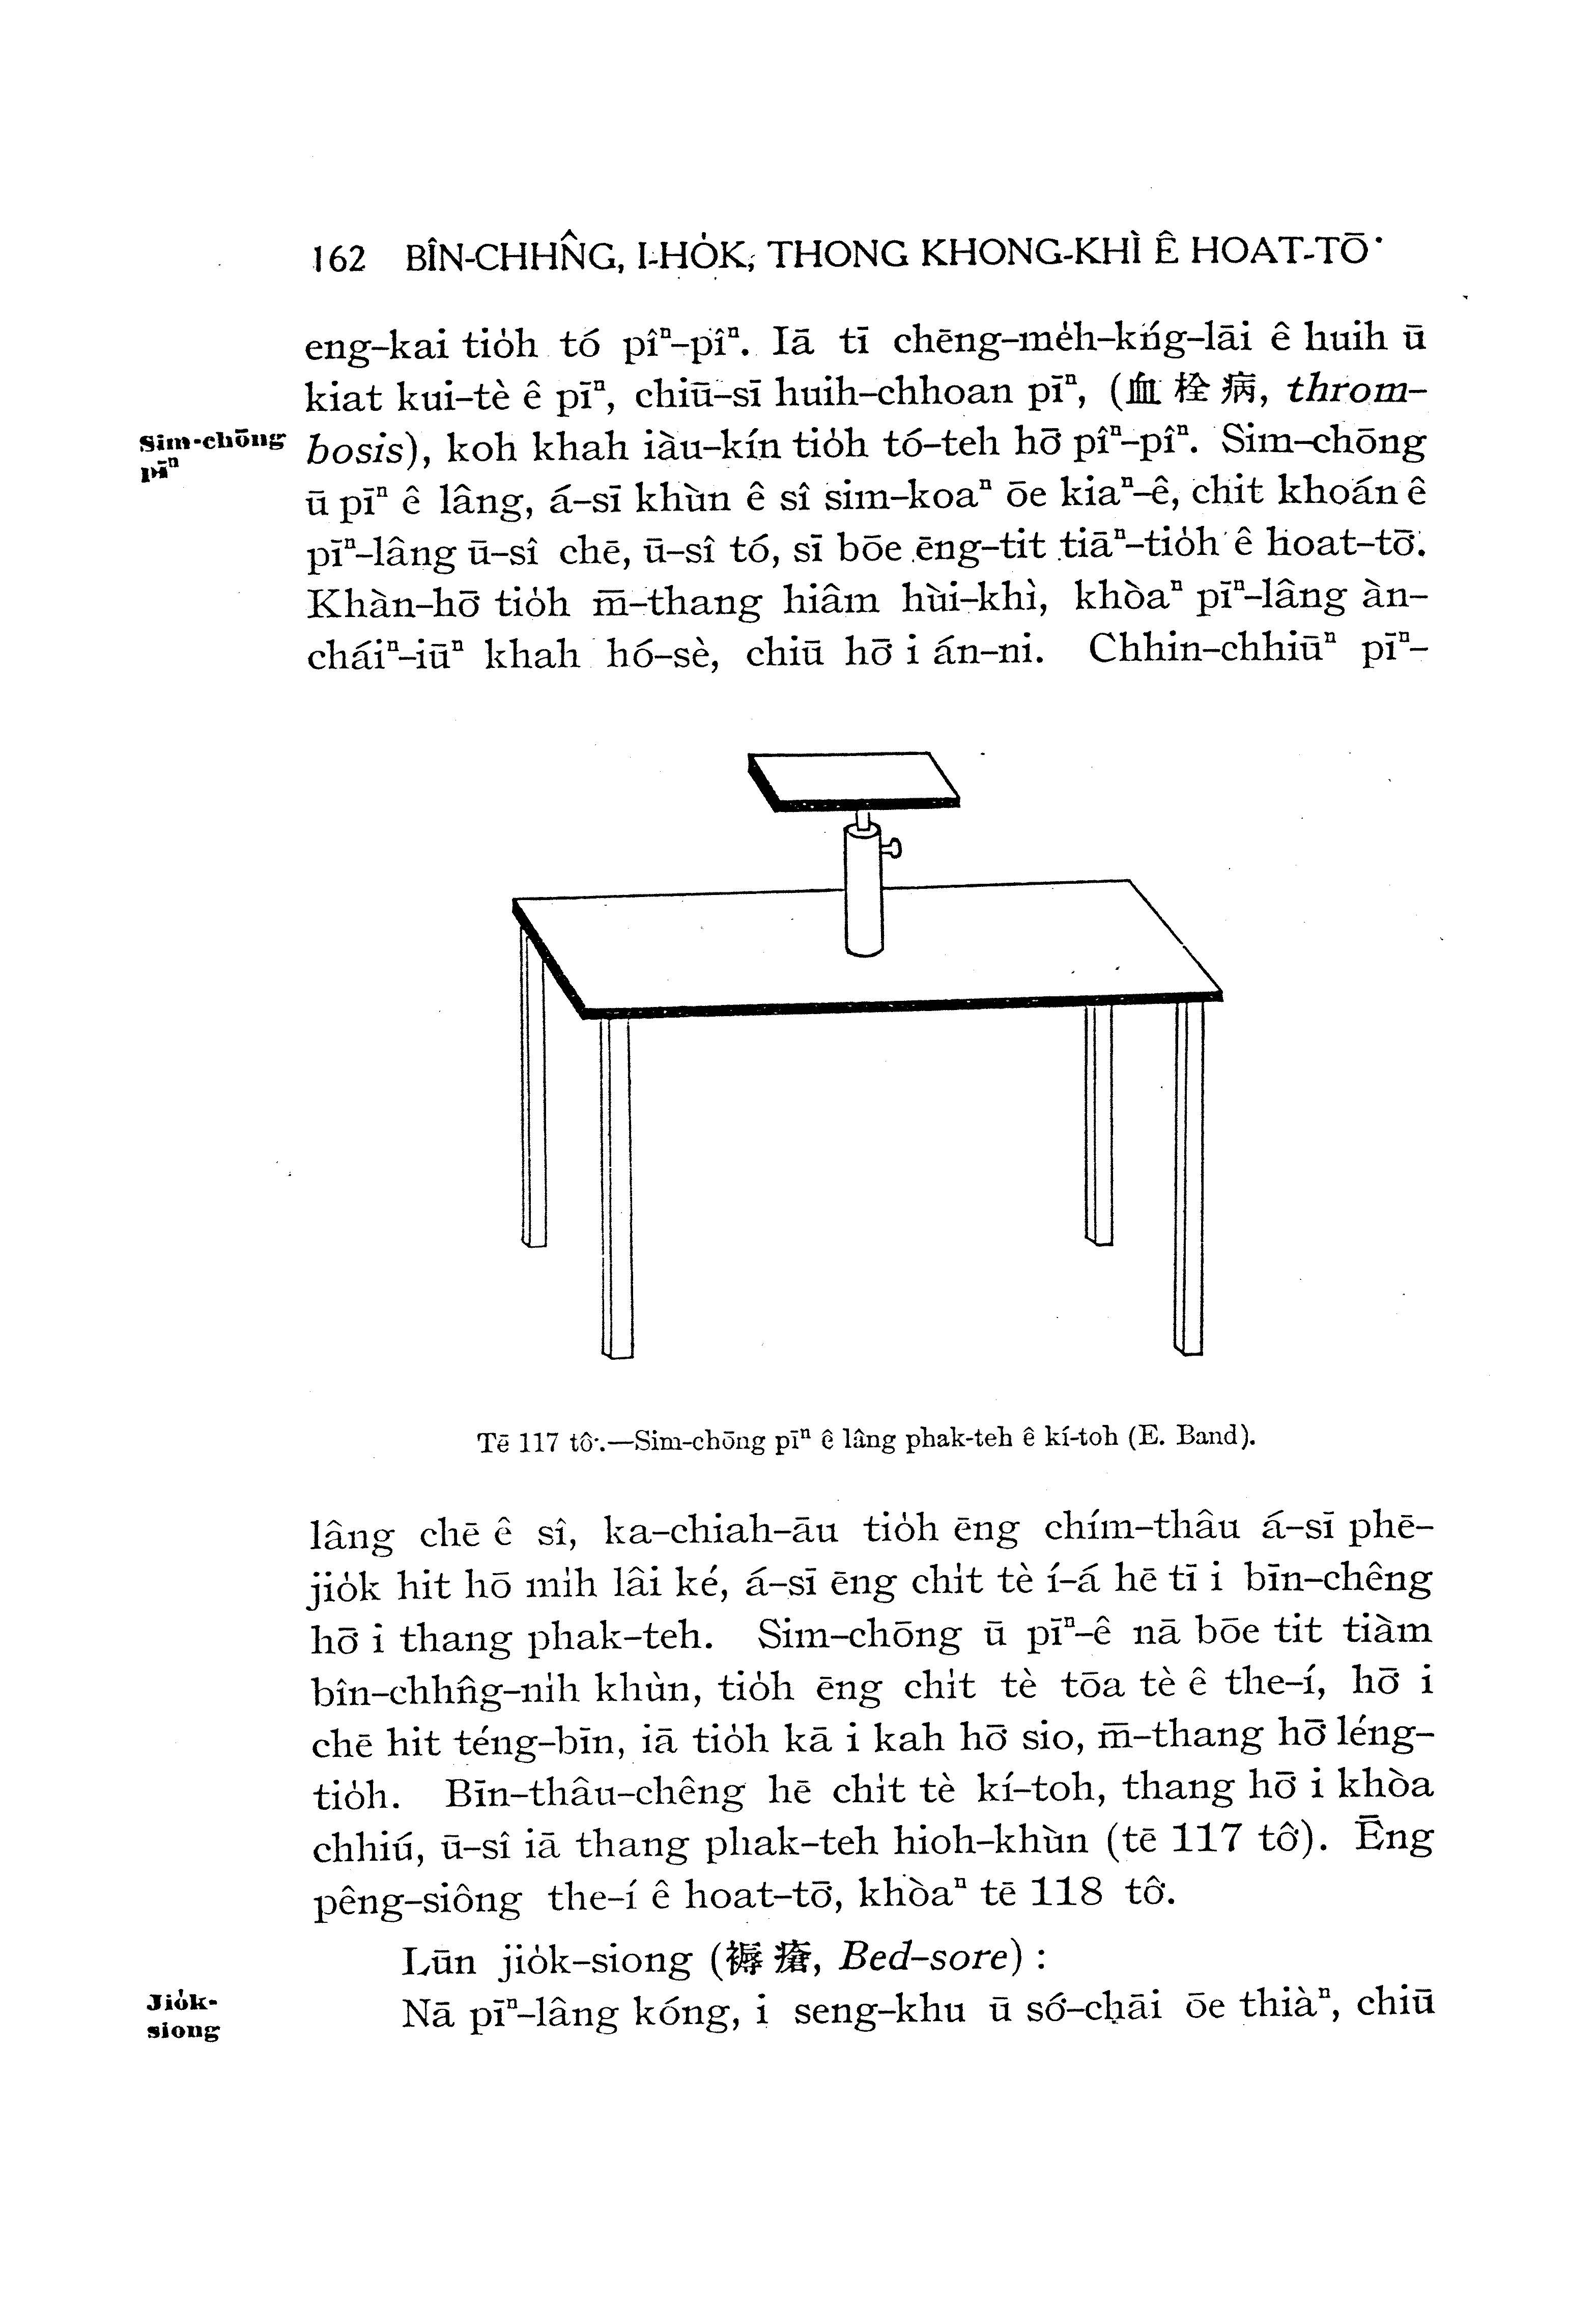 162 BÎN-CHHN̂G, I-HO̍K, THONG KHONG-KHÌ Ê HOAT-TŌ͘
eng-kai tio̍h tó pîⁿ-pîⁿ. Iā tī chēng-me̍h-kńg-lāi ê huih ū
kiat kui-tè ê pīⁿ, chiū-sī huih-chhoan pīⁿ, (血栓病, throm-
Sim-chōng
pīⁿ
bosis), koh khah iàu-kín tio̍h tó-teh hō͘ pîⁿ-pîⁿ. Sim-chōng
ū pīⁿ ê lâng, á-sī khùn ê sî sim-koaⁿ ōe kiaⁿ-ê, chit khoán ê
pīⁿ-lâng ū-sî chē, ū-sî tó, sī bōe ēng-tit tiāⁿ-tio̍h ê hoat-tō͘.
Khàn-hō͘ tio̍h m̄-thang hiâm hùi-khì, khòaⁿ pīⁿ-lâng àn-
cháiⁿ-iūⁿ khah hó-sè, chiū hō͘ i án-ni. Chhin-chhiūⁿ pīⁿ-
Tē 117 tô͘.—Sim-chōng pīⁿ ê lâng phak-teh ê kí-toh (E. Band).
lâng chē ê sî, ka-chiah-āu tio̍h ēng chím-thâu á-sī phē-
jio̍k hit hō mi̍h lâi ké, á-sī ēng chi̍t tè í-á hē tī i bīn-chêng
hō͘ i thang phak-teh. Sim-chōng ū pīⁿ-ê nā bōe tit tiàm
bîn-chhn̂g-ni̍h khùn, tio̍h ēng chi̍t tè tōa tè ê the-í, hō͘ i
chē hit téng-bīn, iā tio̍h kā i kah hō͘ sio, m̄-thang hō͘ léng-
tio̍h. Bīn-thâu-chêng hē chi̍t tè kí-toh, thang hō͘ i khòa
chhiú, ū-sî iā thang phak-teh hioh-khùn (tē 117 tô͘). Ēng
pêng-siông the-í ê hoat-tō͘, khòaⁿ tē 118 tô͘.
Lūn jio̍k-siong (褥瘡, Bed-sore) :
Jio̍k-
siong
Nā pīⁿ-lâng kóng, i seng-khu ū só͘-chāi ōe thiàⁿ, chiū